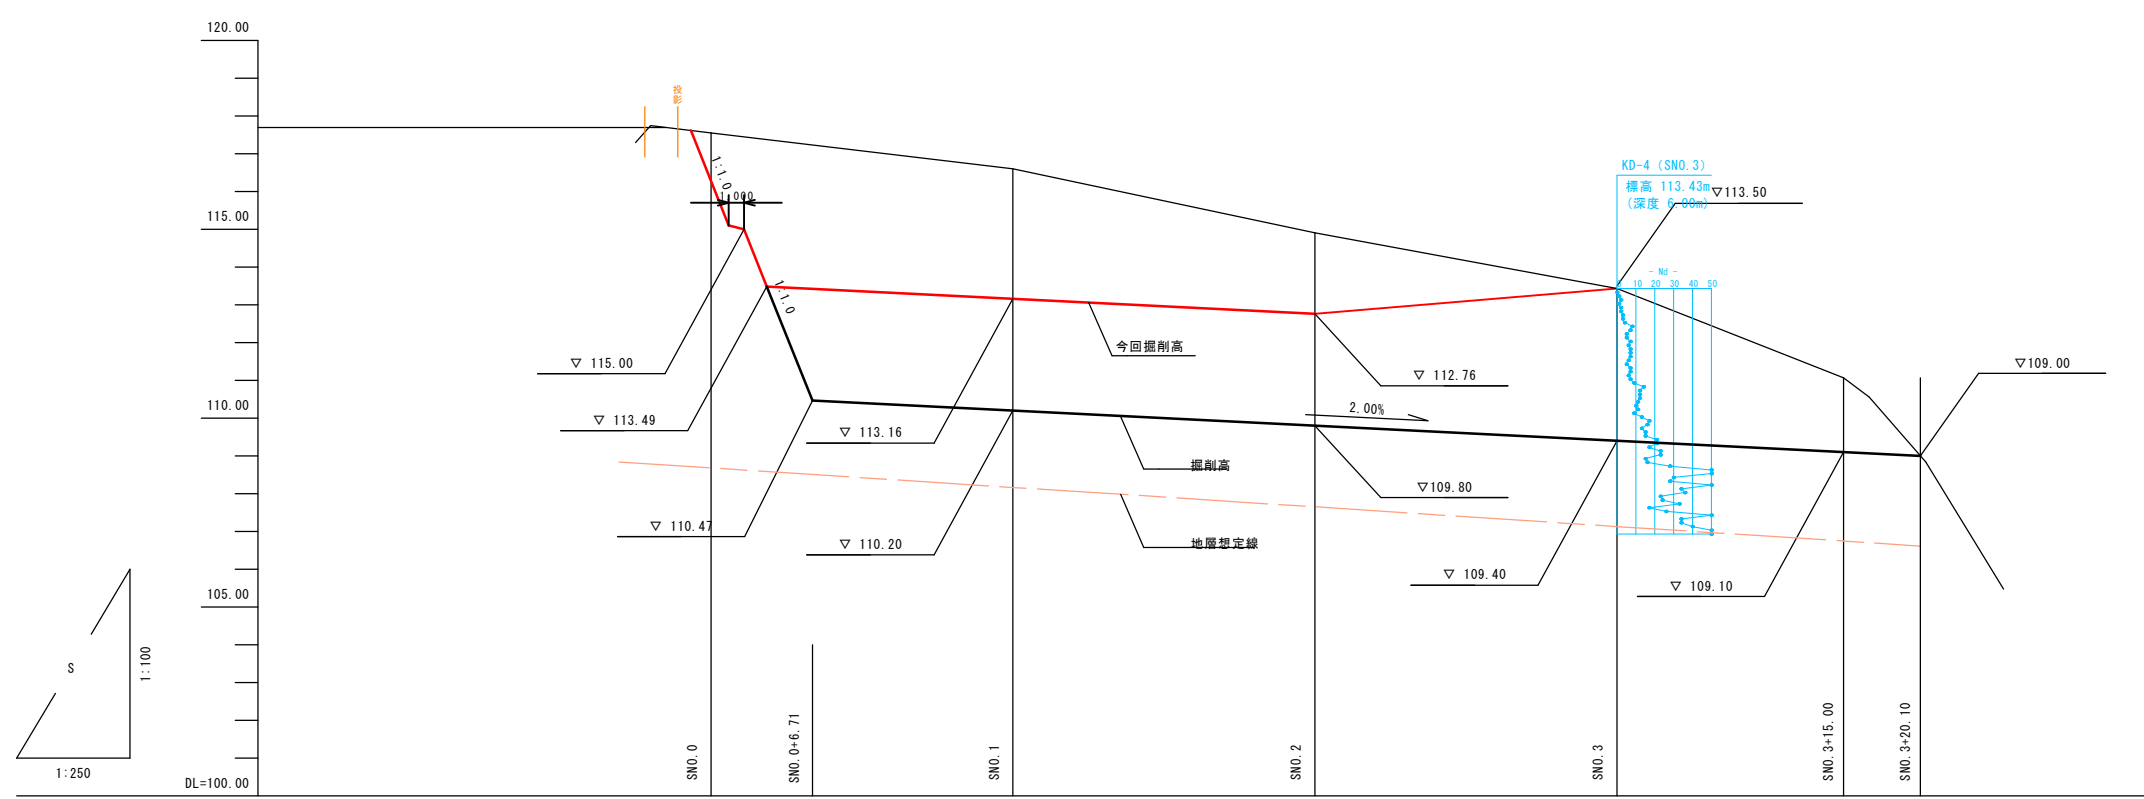 120.00
投影
1:1.0
1.000
KD-4 (SNO.3)
標高 113.43m
(深度 6.00m)
▽113.50
115.00
- Nd -
0 10 20 30 40 50
1:1.0
今回掘削高
▽ 115.00
▽109.00
▽ 112.76
2.00%
110.00
▽ 113.49
▽ 113.16
掘削高
▽109.80
▽ 110.47
▽ 110.20
地層想定線
▽ 109.40
▽ 109.10
105.00
S
1:100
1:250
DL=100.00
SNO.0
SNO.0+6.71
SNO.1
SNO.2
SNO.3
SNO.3+15.00
SNO.3+20.10